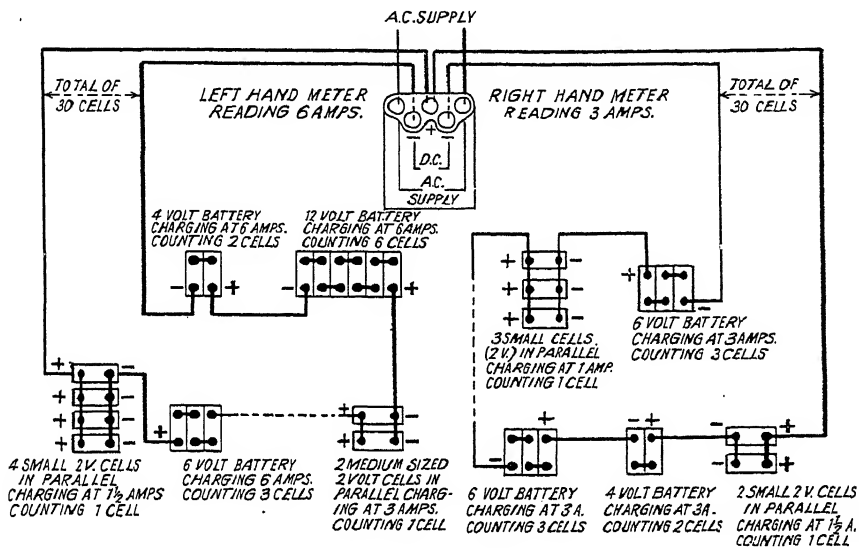 A.C. SUPPLY
TOTAL OF
30 CELLS
LEFT HAND METER
READING 6 AMPS.
RIGHT HAND METER
READING 3 AMPS.
TOTAL OF
30 CELLS
- + -
D.C.
A.C.
SUPPLY
4 VOLT BATTERY
CHARGING AT 6 AMPS.
COUNTING 2 CELLS
- +
12 VOLT BATTERY
CHARGING AT 6 AMPS.
COUNTING 6 CELLS
- +
+ -
+ -
+ -
3 SMALL CELLS,
(2 V.) IN PARALLEL
CHARGING AT 1 AMP.
COUNTING 1 CELL
+ -
6 VOLT BATTERY
CHARGING AT 3 AMPS.
COUNTING 3 CELLS
+ -
+ -
+ -
+ -
4 SMALL 2 V. CELLS
IN PARALLEL
CHARGING AT 1½ AMPS
COUNTING 1 CELL
+
6 VOLT BATTERY
CHARGING 6 AMPS.
COUNTING 3 CELLS
+ -
+ -
2 MEDIUM SIZED
2 VOLT CELLS IN
PARALLEL CHARG-
ING AT 3 AMPS.
COUNTING 1 CELL
+
-
6 VOLT BATTERY
CHARGING AT 3 A.
COUNTING 3 CELLS
- +
4 VOLT BATTERY
CHARGING AT 3A-
COUNTING 2 CELLS
- +
- +
2 SMALL 2 V. CELLS
IN PARALLEL
CHARGING AT 1½ A.
COUNTING 1 CELL